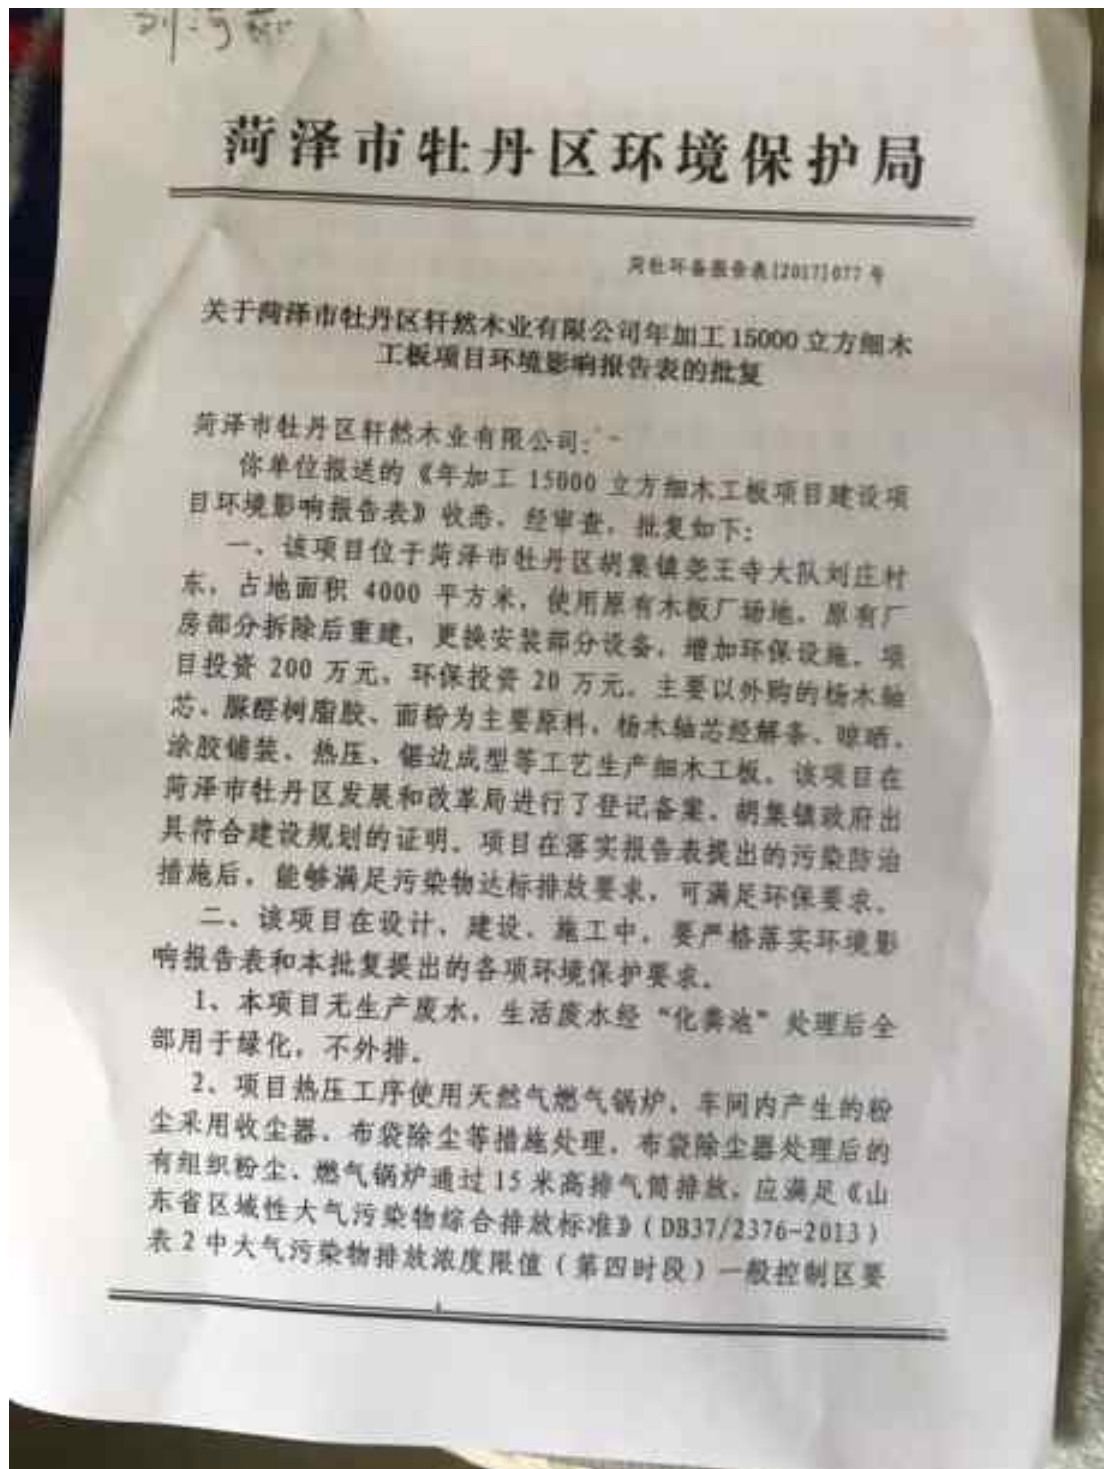 菏泽市牡丹区环境保护局
菏牡环备报告表[2017]077号
关于菏泽市牡丹区轩然木业有限公司年加工15000立方细木
工板项目环境影响报告表的批复
菏泽市牡丹区轩然木业有限公司:
你单位报送的《年加工15000立方细木工板项目建设项
目环境影响报告表》收悉,经审查,批复如下:
一、该项目位于菏泽市牡丹区胡集镇尧王寺大队刘庄村
东,占地面积4000平方米,使用原有木板厂场地,原有厂
房部分拆除后重建,更换安装部分设备,增加环保设施。项
目投资200万元,环保投资20万元。主要以外购的杨木轴
芯、脲醛树脂胶、面粉为主要原料,杨木轴芯经解条、晾晒、
涂胶铺装、热压、锯边成型等工艺生产细木工板。该项目在
菏泽市牡丹区发展和改革局进行了登记备案,胡集镇政府出
具符合建设规划的证明。项目在落实报告表提出的污染防治
措施后,能够满足污染物达标排放要求,可满足环保要求。
二、该项目在设计、建设、施工中,要严格落实环境影
响报告表和本批复提出的各项环境保护要求。
1、本项目无生产废水,生活废水经“化粪池”处理后全
部用于绿化,不外排。
2、项目热压工序使用天然气燃气锅炉,车间内产生的粉
尘采用收尘器、布袋除尘等措施处理,布袋除尘器处理后的
有组织粉尘、燃气锅炉通过15米高排气筒排放,应满足《山
东省区域性大气污染物综合排放标准》(DB37/2376-2013)
表2中大气污染物排放浓度限值(第四时段)一般控制区要